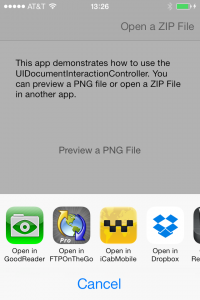 AT&T 13:26
Open a ZIP File
This app demonstrates how to use the
UIDocumentInteractionController. You
can preview a PNG file or open a ZIP File
in another app.
Preview a PNG File
Pro
Open in Open in Open in Open in
GoodReader FTPOnTheGo iCabMobile Dropbox Re
Cancel